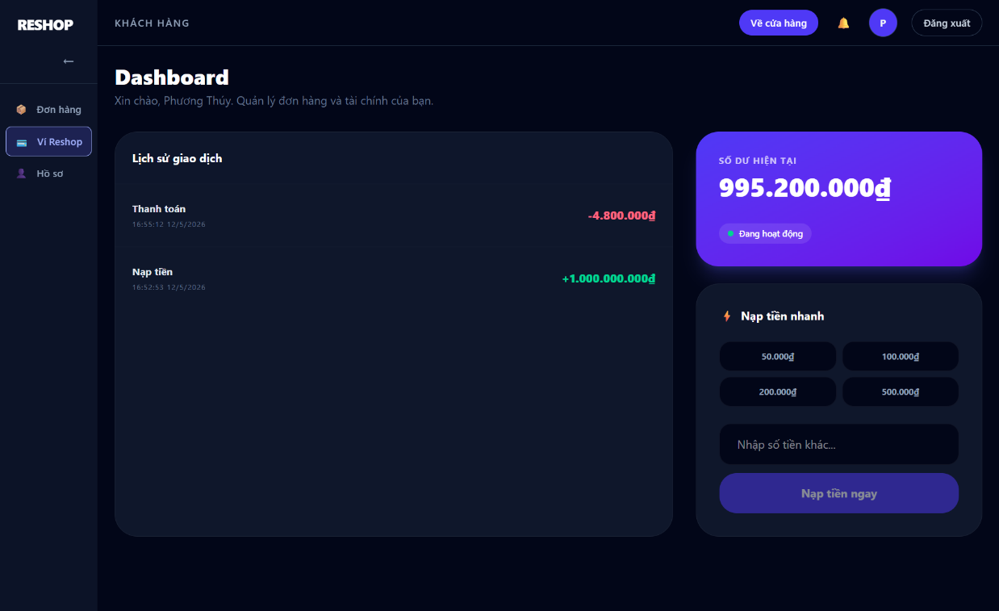 RESHOP
←
Đơn hàng
Ví Reshop
Hồ sơ
KHÁCH HÀNG
Về cửa hàng
P
Đăng xuất
Dashboard
Xin chào, Phương Thúy. Quản lý đơn hàng và tài chính của bạn.
Lịch sử giao dịch
Thanh toán
16:55:12 12/5/2026
-4.800.000₫
Nạp tiền
16:52:53 12/5/2026
+1.000.000.000₫
SỐ DƯ HIỆN TẠI
995.200.000₫
Đang hoạt động
Nạp tiền nhanh
50.000₫
100.000₫
200.000₫
500.000₫
Nhập số tiền khác...
Nạp tiền ngay